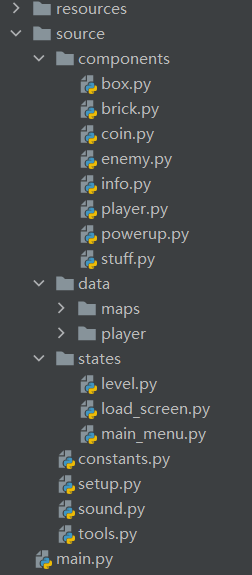 resources
source
components
box.py
brick.py
coin.py
enemy.py
info.py
player.py
powerup.py
stuff.py
data
maps
player
states
level.py
load_screen.py
main_menu.py
constants.py
setup.py
sound.py
tools.py
main.py